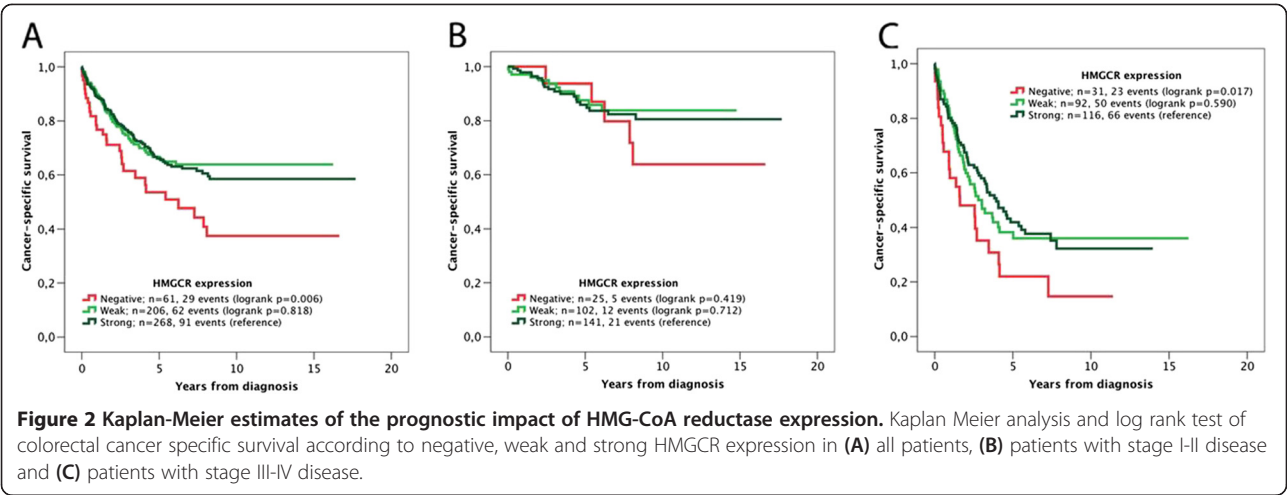 A
1,0
0,8
0,6
0,4
0,2
0,0
Cancer-specific survival
HMGCR expression
Negative; n=61, 29 events (logrank p=0.006)
Weak; n=206, 62 events (logrank p=0.818)
Strong; n=268, 91 events (reference)
0 5 10 15 20
Years from diagnosis
B
1,0
0,8
0,6
0,4
0,2
0,0
Cancer-specific survival
HMGCR expression
Negative; n=25, 5 events (logrank p=0.419)
Weak; n=102, 12 events (logrank p=0.712)
Strong; n=141, 21 events (reference)
0 5 10 15 20
Years from diagnosis
C
1,0
0,8
0,6
0,4
0,2
0,0
Cancer-specific survival
HMGCR expression
Negative; n=31, 23 events (logrank p=0.017)
Weak; n=92, 50 events (logrank p=0.590)
Strong; n=116, 66 events (reference)
0 5 10 15 20
Years from diagnosis
Figure 2 Kaplan-Meier estimates of the prognostic impact of HMG-CoA reductase expression. Kaplan Meier analysis and log rank test of
colorectal cancer specific survival according to negative, weak and strong HMGCR expression in (A) all patients, (B) patients with stage I-II disease
and (C) patients with stage III-IV disease.